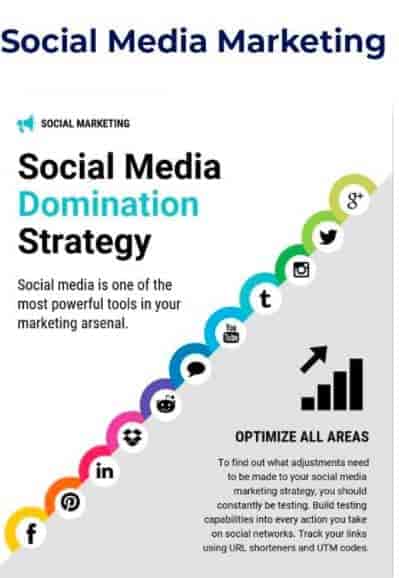 Social Media Marketing
SOCIAL MARKETING
Social Media
Domination
Strategy
Social media is one of the
most powerful tools in your
marketing arsenal.
g+
t
You
Tube
in
f
OPTIMIZE ALL AREAS
To find out what adjustments need
to be made to your social media
marketing strategy, you should
constantly be testing. Build testing
capabilities into every action you take
on social networks. Track your links
using URL shorteners and UTM codes.